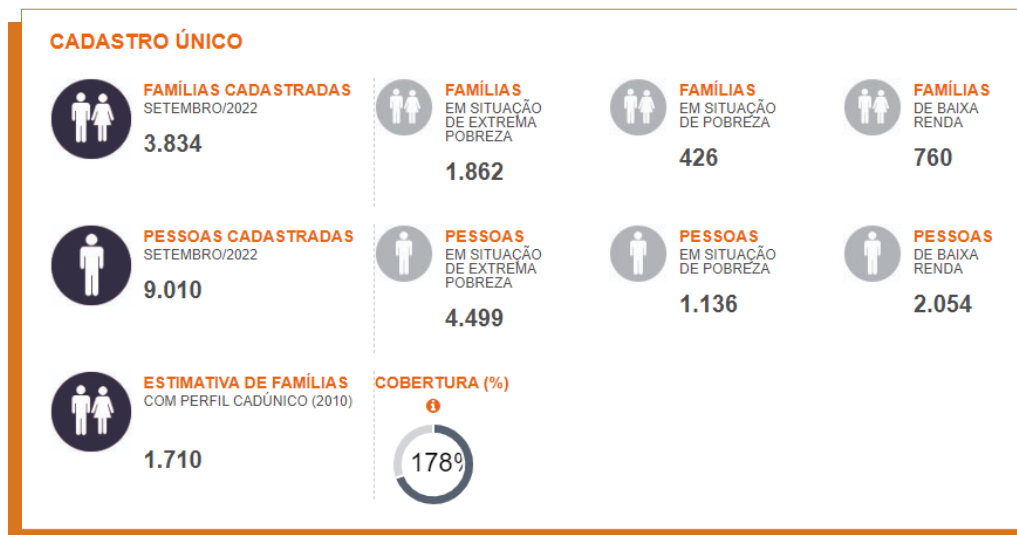 CADASTRO ÚNICO
FAMÍLIAS CADASTRADAS
SETEMBRO/2022
3.834
FAMÍLIAS
EM SITUAÇÃO
DE EXTREMA
POBREZA
1.862
FAMÍLIAS
EM SITUAÇÃO
DE POBREZA
426
FAMÍLIAS
DE BAIXA
RENDA
760
PESSOAS CADASTRADAS
SETEMBRO/2022
9.010
PESSOAS
EM SITUAÇÃO
DE EXTREMA
POBREZA
4.499
PESSOAS
EM SITUAÇÃO
DE POBREZA
1.136
PESSOAS
DE BAIXA
RENDA
2.054
ESTIMATIVA DE FAMÍLIAS
COM PERFIL CADÚNICO (2010)
1.710
COBERTURA (%)
178%